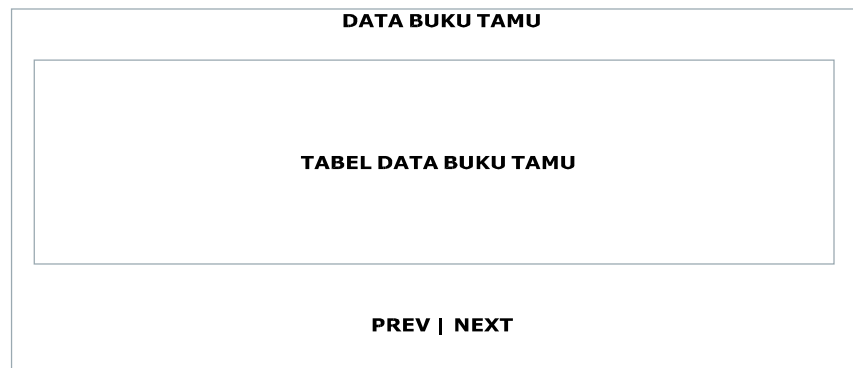 DATA BUKU TAMU
TABEL DATA BUKU TAMU
PREV | NEXT